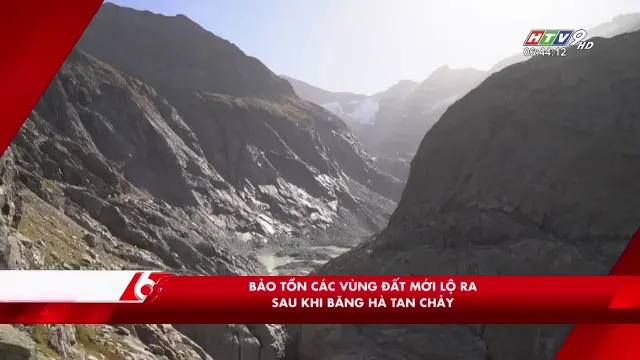 HTV9 HD
06:44:12
6
BẢO TỒN CÁC VÙNG ĐẤT MỚI LỘ RA
SAU KHI BĂNG HÀ TAN CHẢY